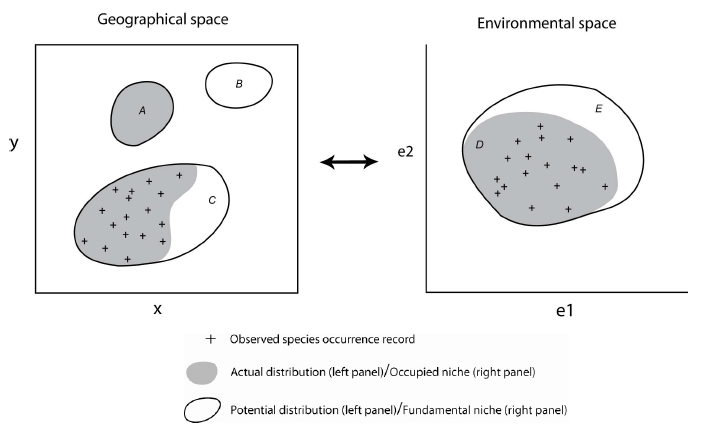 Geographical space
Environmental space
A
B
C
y
x
D
E
e2
e1
+ Observed species occurrence record
Actual distribution (left panel)/Occupied niche (right panel)
Potential distribution (left panel)/Fundamental niche (right panel)